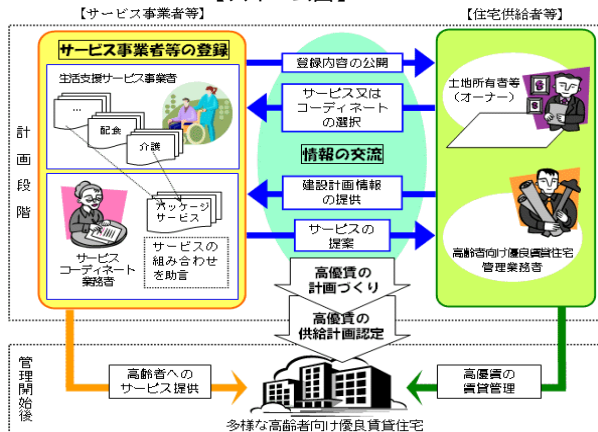 【サービス事業者等】
【住宅供給者等】
サービス事業者等の登録
生活支援サービス事業者
…
配食
介護
パッケージ
サービス
サービス
コーディネート
業務者
サービスの
組み合わせ
を助言
計画段階
登録内容の公開
サービス又は
コーディネート
の選択
情報の交流
建設計画情報
の提供
サービスの
提案
土地所有者等
(オーナー)
高齢者向け優良賃貸住宅
管理業務者
高優賃の
計画づくり
高優賃の
供給計画認定
管理開始後
高齢者への
サービス提供
高優賃の
賃貸管理
多様な高齢者向け優良賃貸住宅